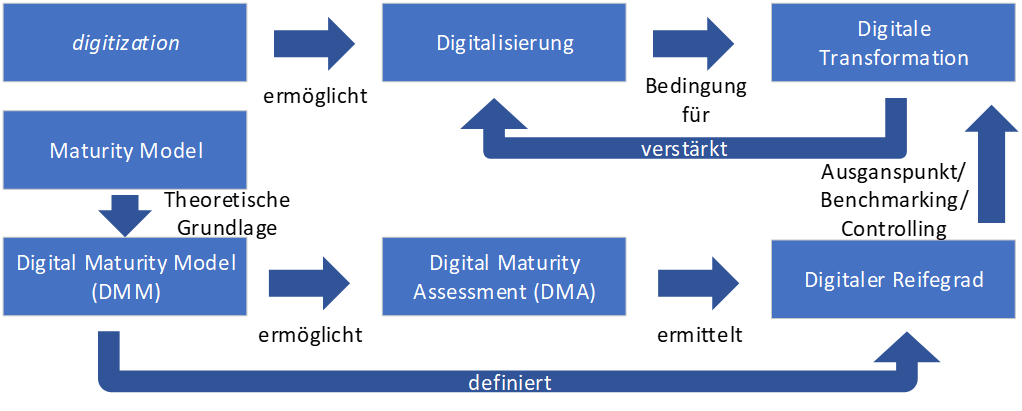 digitization
ermöglicht
Digitalisierung
Bedingung
für
Digitale
Transformation
verstärkt
Maturity Model
Theoretische
Grundlage
Ausganspunkt/
Benchmarking/
Controlling
Digital Maturity Model
(DMM)
ermöglicht
Digital Maturity
Assessment (DMA)
ermittelt
Digitaler Reifegrad
definiert